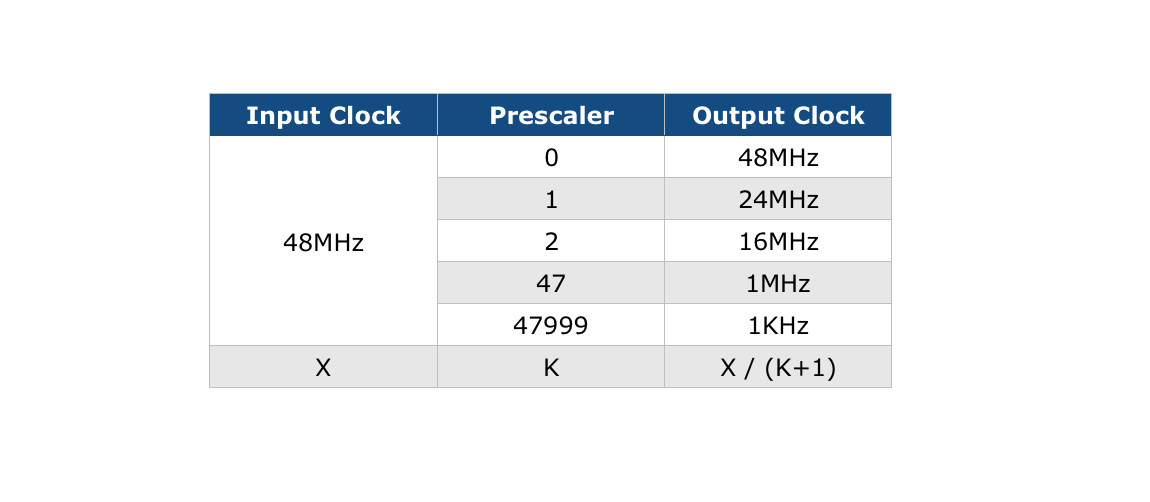 Input Clock Prescaler Output Clock
0 48MHz
1 24MHz
48MHz 2 16MHz
47 1MHz
47999 1KHz
X K X / (K+1)